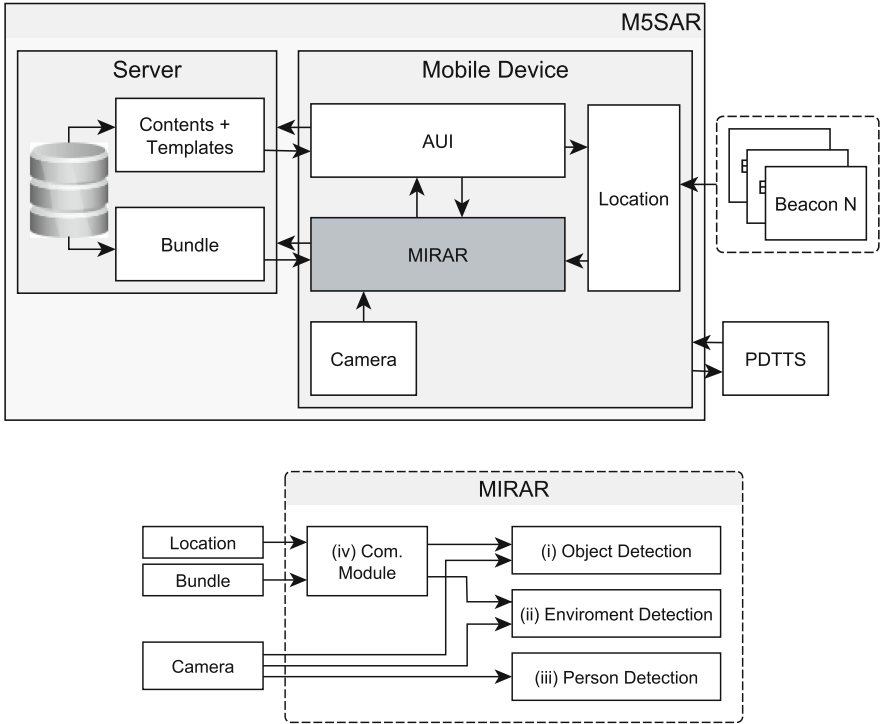 M5SAR
Server
Mobile Device
Contents +
Templates
AUI
Location
Beacon N
Bundle
MIRAR
Camera
PDTTS
MIRAR
Location
Bundle
Camera
(iv) Com.
Module
(i) Object Detection
(ii) Enviroment Detection
(iii) Person Detection